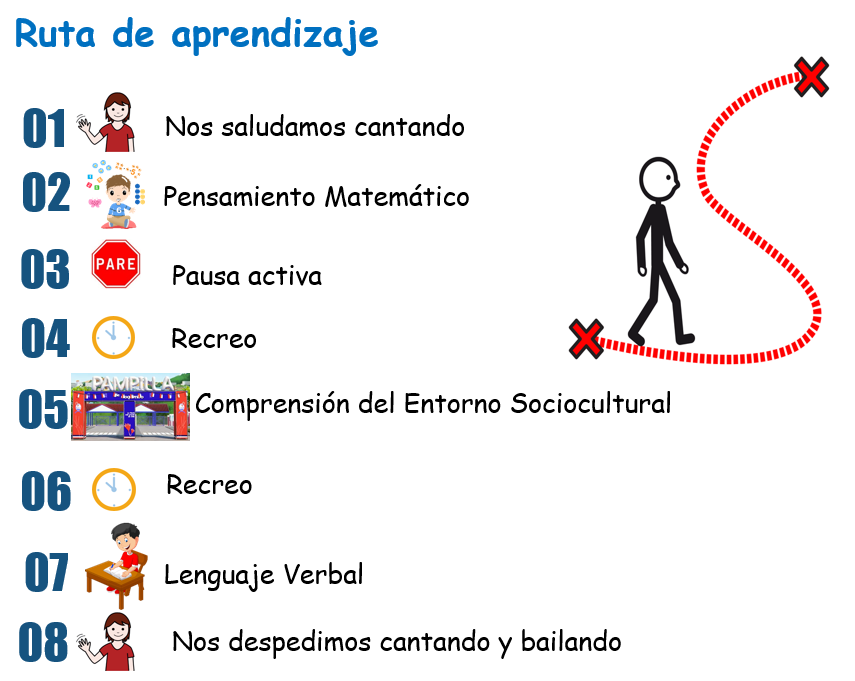 Ruta de aprendizaje
01 Nos saludamos cantando
02 Pensamiento Matemático
03 PARE Pausa activa
04 Recreo
05 PAMPILLA Comprensión del Entorno Sociocultural
06 Recreo
07 Lenguaje Verbal
08 Nos despedimos cantando y bailando